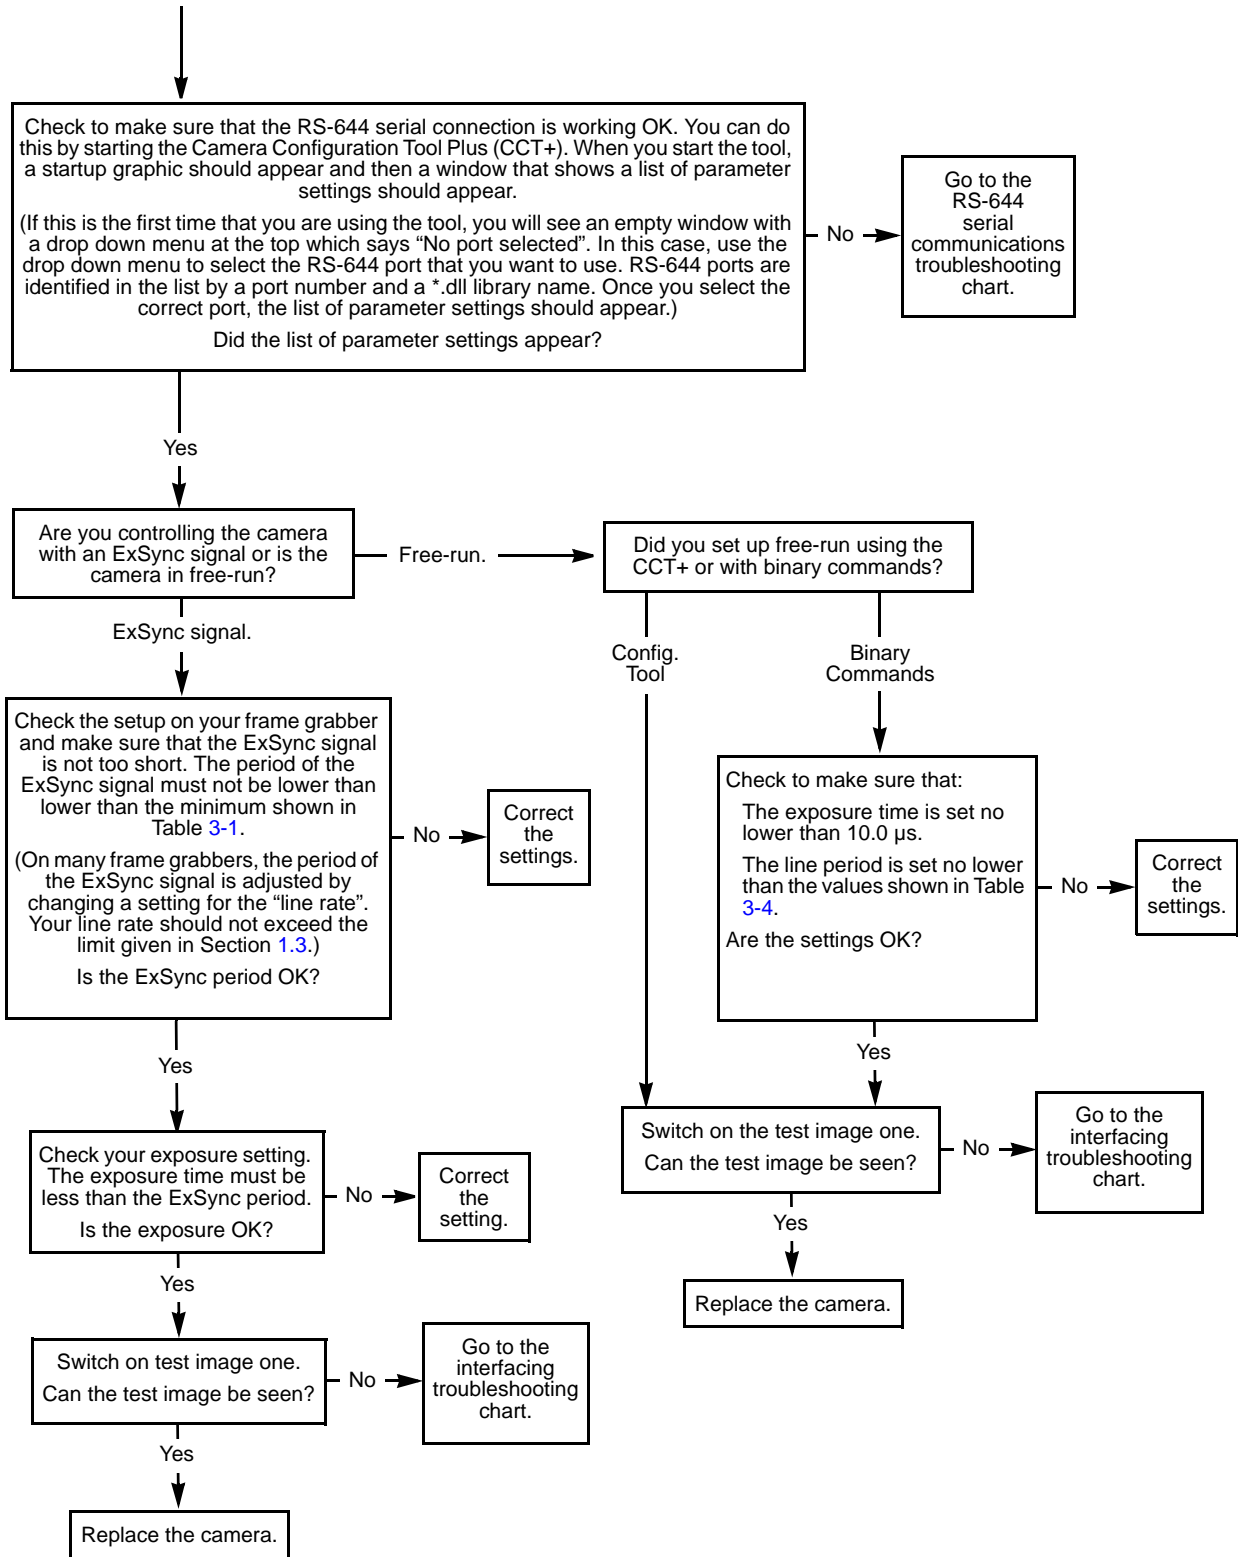 Check to make sure that the RS-644 serial connection is working OK. You can do
this by starting the Camera Configuration Tool Plus (CCT+). When you start the tool,
a startup graphic should appear and then a window that shows a list of parameter
settings should appear.
(If this is the first time that you are using the tool, you will see an empty window with
a drop down menu at the top which says “No port selected”. In this case, use the
drop down menu to select the RS-644 port that you want to use. RS-644 ports are
identified in the list by a port number and a *.dll library name. Once you select the
correct port, the list of parameter settings should appear.)
Did the list of parameter settings appear?
No
Go to the
RS-644
serial
communications
troubleshooting
chart.
Yes
Are you controlling the camera
with an ExSync signal or is the
camera in free-run?
Free-run.
Did you set up free-run using the
CCT+ or with binary commands?
ExSync signal.
Config.
Tool
Binary
Commands
Check the setup on your frame grabber
and make sure that the ExSync signal
is not too short. The period of the
ExSync signal must not be lower than
lower than the minimum shown in
Table 3-1.
(On many frame grabbers, the period of
the ExSync signal is adjusted by
changing a setting for the “line rate”.
Your line rate should not exceed the
limit given in Section 1.3.)
Is the ExSync period OK?
No
Correct
the
settings.
Check to make sure that:
The exposure time is set no
lower than 10.0 µs.
The line period is set no lower
than the values shown in Table
3-4.
Are the settings OK?
No
Correct
the
settings.
Yes
Yes
Check your exposure setting.
The exposure time must be
less than the ExSync period.
Is the exposure OK?
No
Correct
the
setting.
Switch on the test image one.
Can the test image be seen?
No
Go to the
interfacing
troubleshooting
chart.
Yes
Yes
Replace the camera.
Switch on test image one.
Can the test image be seen?
No
Go to the
interfacing
troubleshooting
chart.
Yes
Replace the camera.